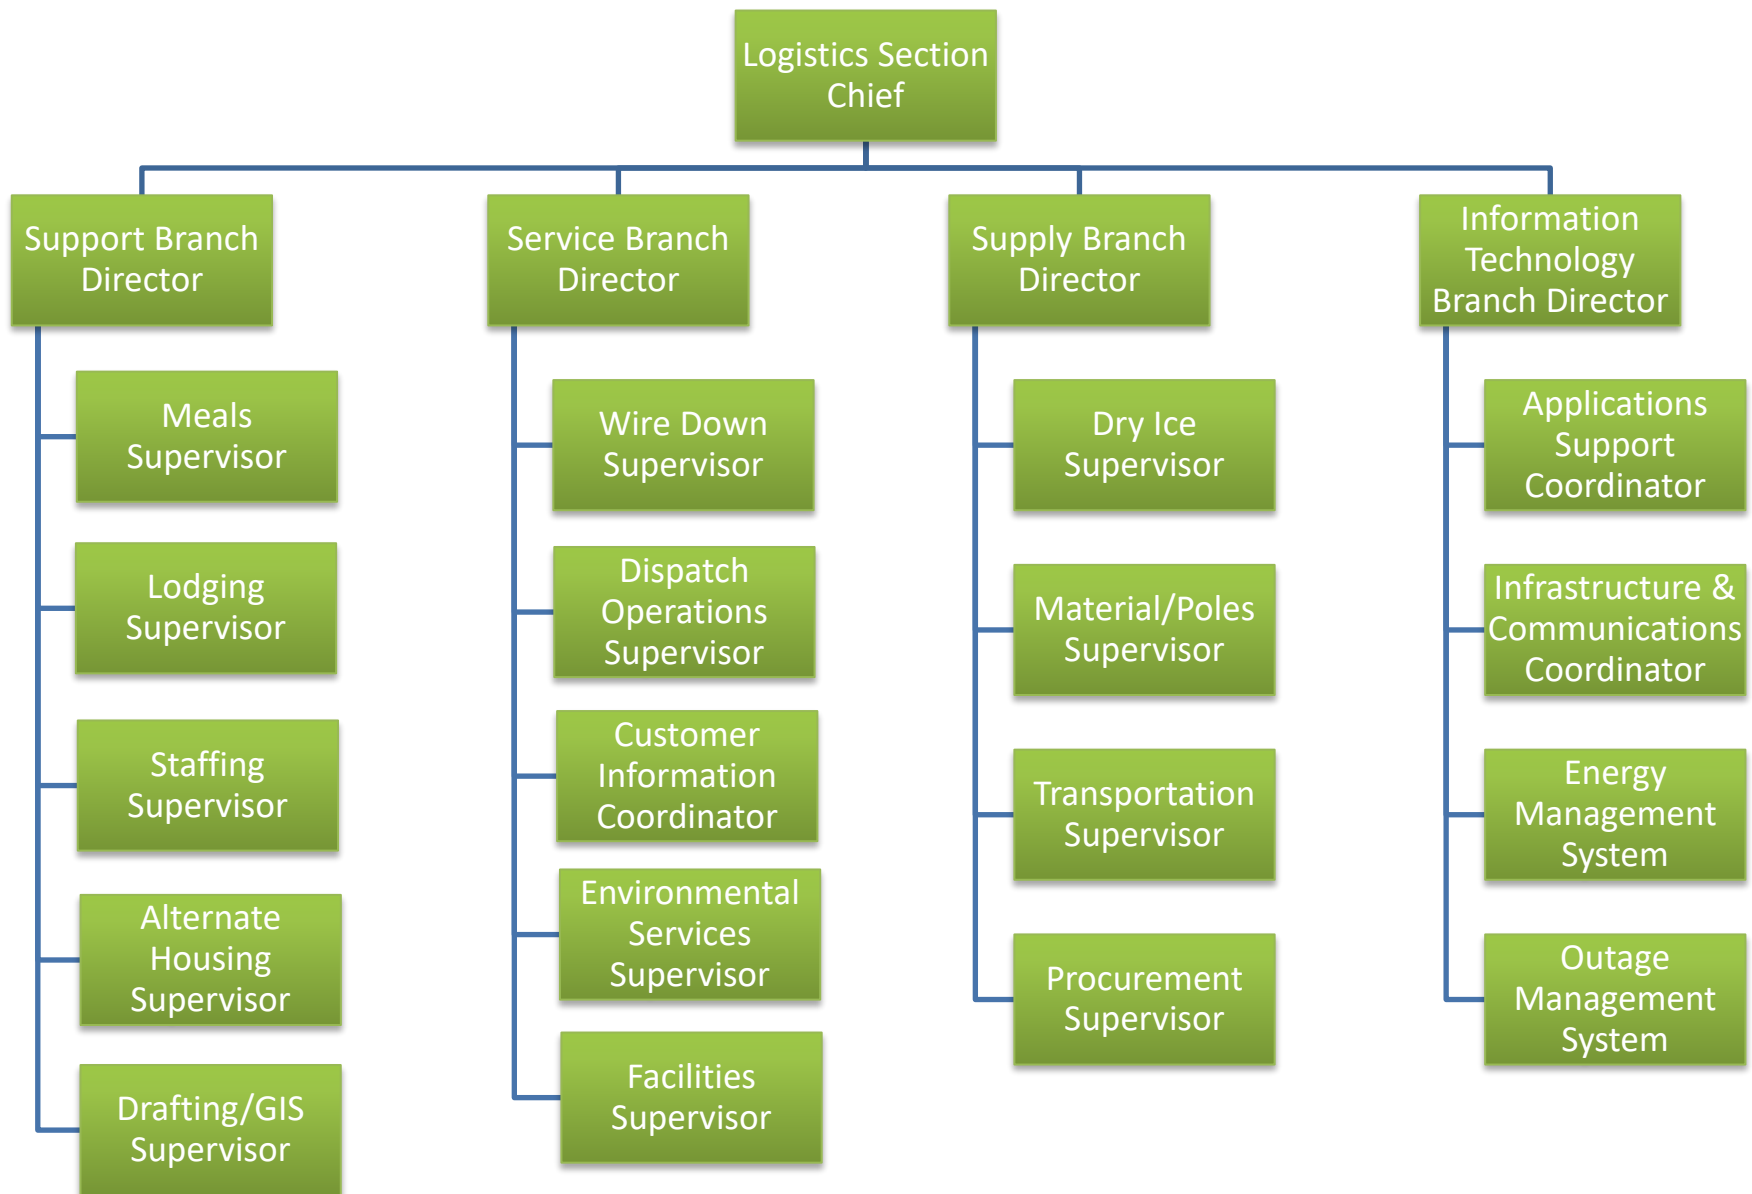 Logistics Section
Chief
Support Branch
Director
Service Branch
Director
Supply Branch
Director
Information
Technology
Branch Director
Meals
Supervisor
Lodging
Supervisor
Staffing
Supervisor
Alternate
Housing
Supervisor
Drafting/GIS
Supervisor
Wire Down
Supervisor
Dispatch
Operations
Supervisor
Customer
Information
Coordinator
Environmental
Services
Supervisor
Facilities
Supervisor
Dry Ice
Supervisor
Material/Poles
Supervisor
Transportation
Supervisor
Procurement
Supervisor
Applications
Support
Coordinator
Infrastructure &
Communications
Coordinator
Energy
Management
System
Outage
Management
System